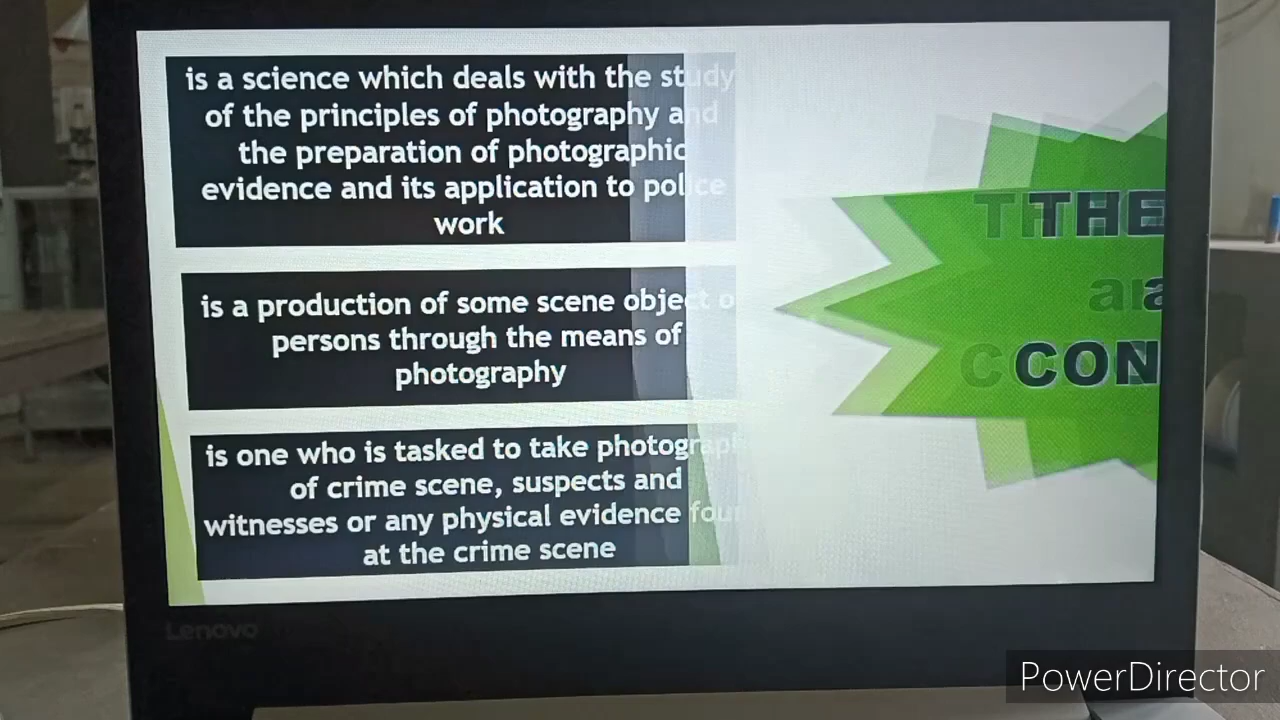 is a science which deals with the study
of the principles of photography and
the preparation of photographic
evidence and its application to police
work
is a production of some scene object o
persons through the means of
photography
is one who is tasked to take photograph
of crime scene, suspects and
witnesses or any physical evidence foun
at the crime scene
THE
a
CON
Lenovo
PowerDirector